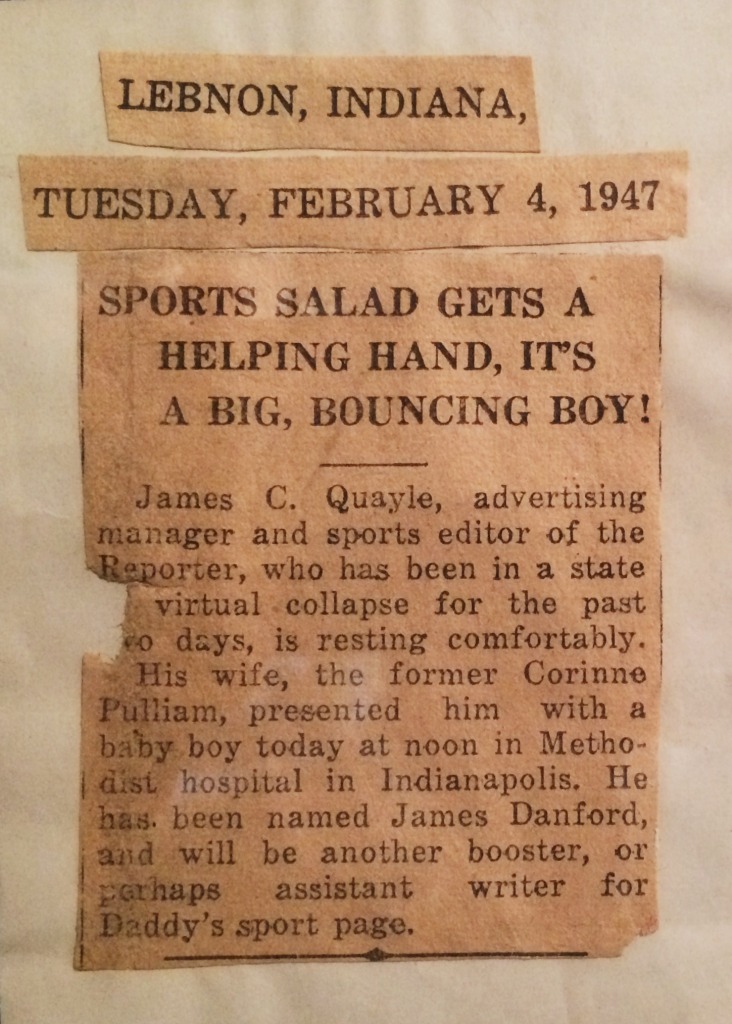 LEBNON, INDIANA,
TUESDAY, FEBRUARY 4, 1947
SPORTS SALAD GETS A
HELPING HAND, IT'S
A BIG, BOUNCING BOY!
James C. Quayle, advertising
manager and sports editor of the
Reporter, who has been in a state
virtual collapse for the past
days, is resting comfortably.
His wife, the former Corinne
Pulliam, presented him with a
baby boy today at noon in Metho-
dist hospital in Indianapolis. He
has been named James Danford,
and will be another booster, or
perhaps assistant writer for
Daddy's sport page.